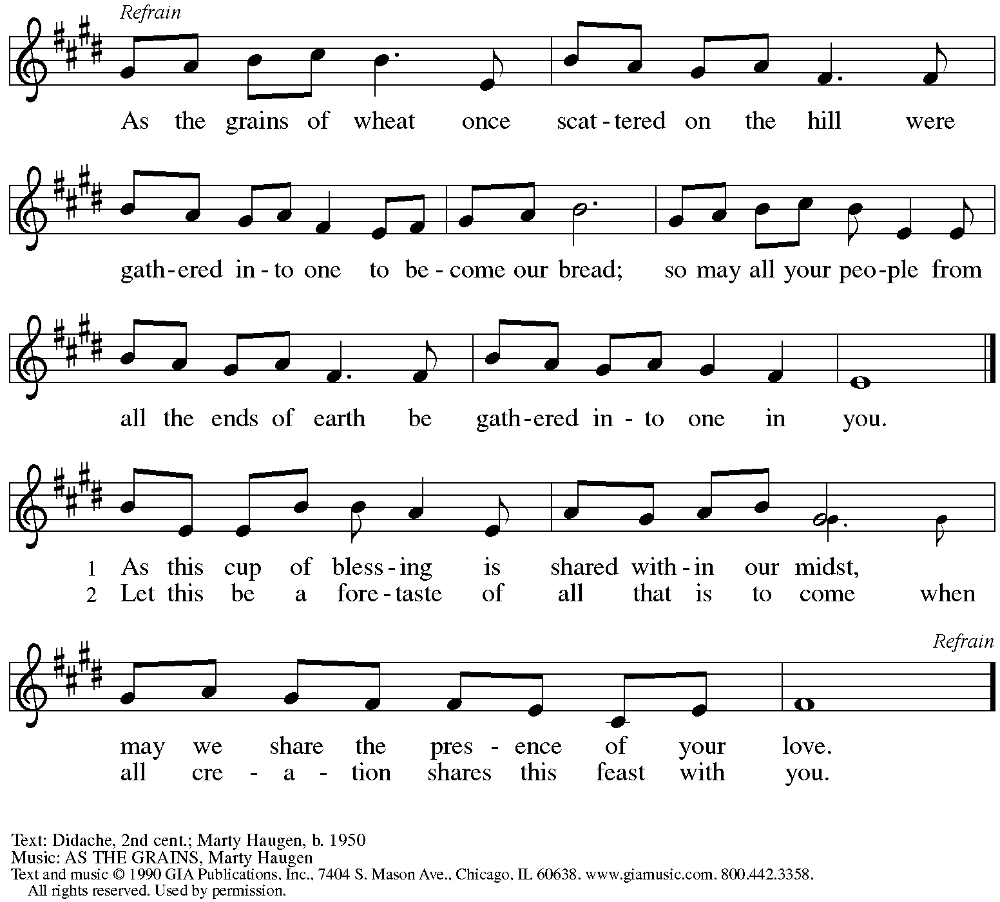 Refrain
As the grains of wheat once scat - tered on the hill were
gath - ered in - to one to be - come our bread; so may all your peo - ple from
all the ends of earth be gath - ered in - to one in you.
1 As this cup of bless - ing is shared with - in our midst,
2 Let this be a fore - taste of all that is to come when
Refrain
may we share the pres - ence of your love.
all cre - a - tion shares this feast with you.
Text: Didache, 2nd cent.; Marty Haugen, b. 1950
Music: AS THE GRAINS, Marty Haugen
Text and music © 1990 GIA Publications, Inc., 7404 S. Mason Ave., Chicago, IL 60638. www.giamusic.com. 800.442.3358.
All rights reserved. Used by permission.